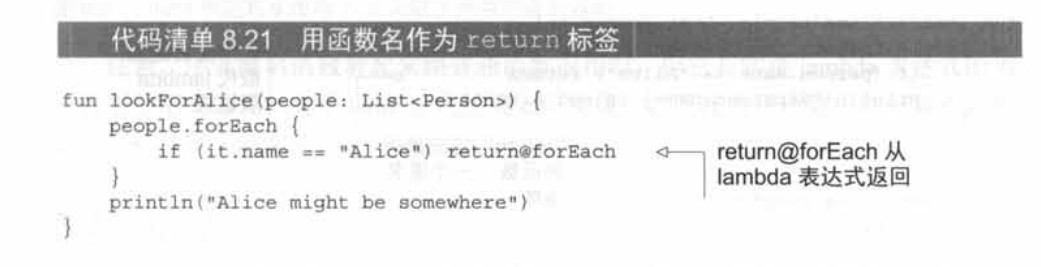 代码清单 8.21 用函数名作为 return 标签
fun lookForAlice(people: List<Person>) {
    people.forEach {
        if (it.name == "Alice") return@forEach
return@forEach 从
lambda 表达式返回
    }
    println("Alice might be somewhere")
}